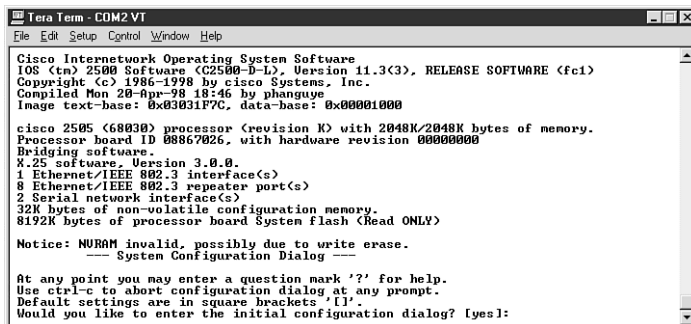 Tera Term - COM2 VT
File Edit Setup Control Window Help
Cisco Internetwork Operating System Software
IOS (tm) 2500 Software (C2500-D-L), Version 11.3(3), RELEASE SOFTWARE (fc1)
Copyright (c) 1986-1998 by cisco Systems, Inc.
Compiled Mon 20-Apr-98 18:46 by phanguye
Image text-base: 0x03031F7C, data-base: 0x00001000
cisco 2505 (68030) processor (revision K) with 2048K/2048K bytes of memory.
Processor board ID 08867026, with hardware revision 00000000
Bridging software.
X.25 software, Version 3.0.0.
1 Ethernet/IEEE 802.3 interface(s)
8 Ethernet/IEEE 802.3 repeater port(s)
2 Serial network interface(s)
32K bytes of non-volatile configuration memory.
8192K bytes of processor board System flash (Read ONLY)
Notice: NVRAM invalid, possibly due to write erase.
--- System Configuration Dialog ---
At any point you may enter a question mark '?' for help.
Use ctrl-c to abort configuration dialog at any prompt.
Default settings are in square brackets '[]'.
Would you like to enter the initial configuration dialog? [yes]: